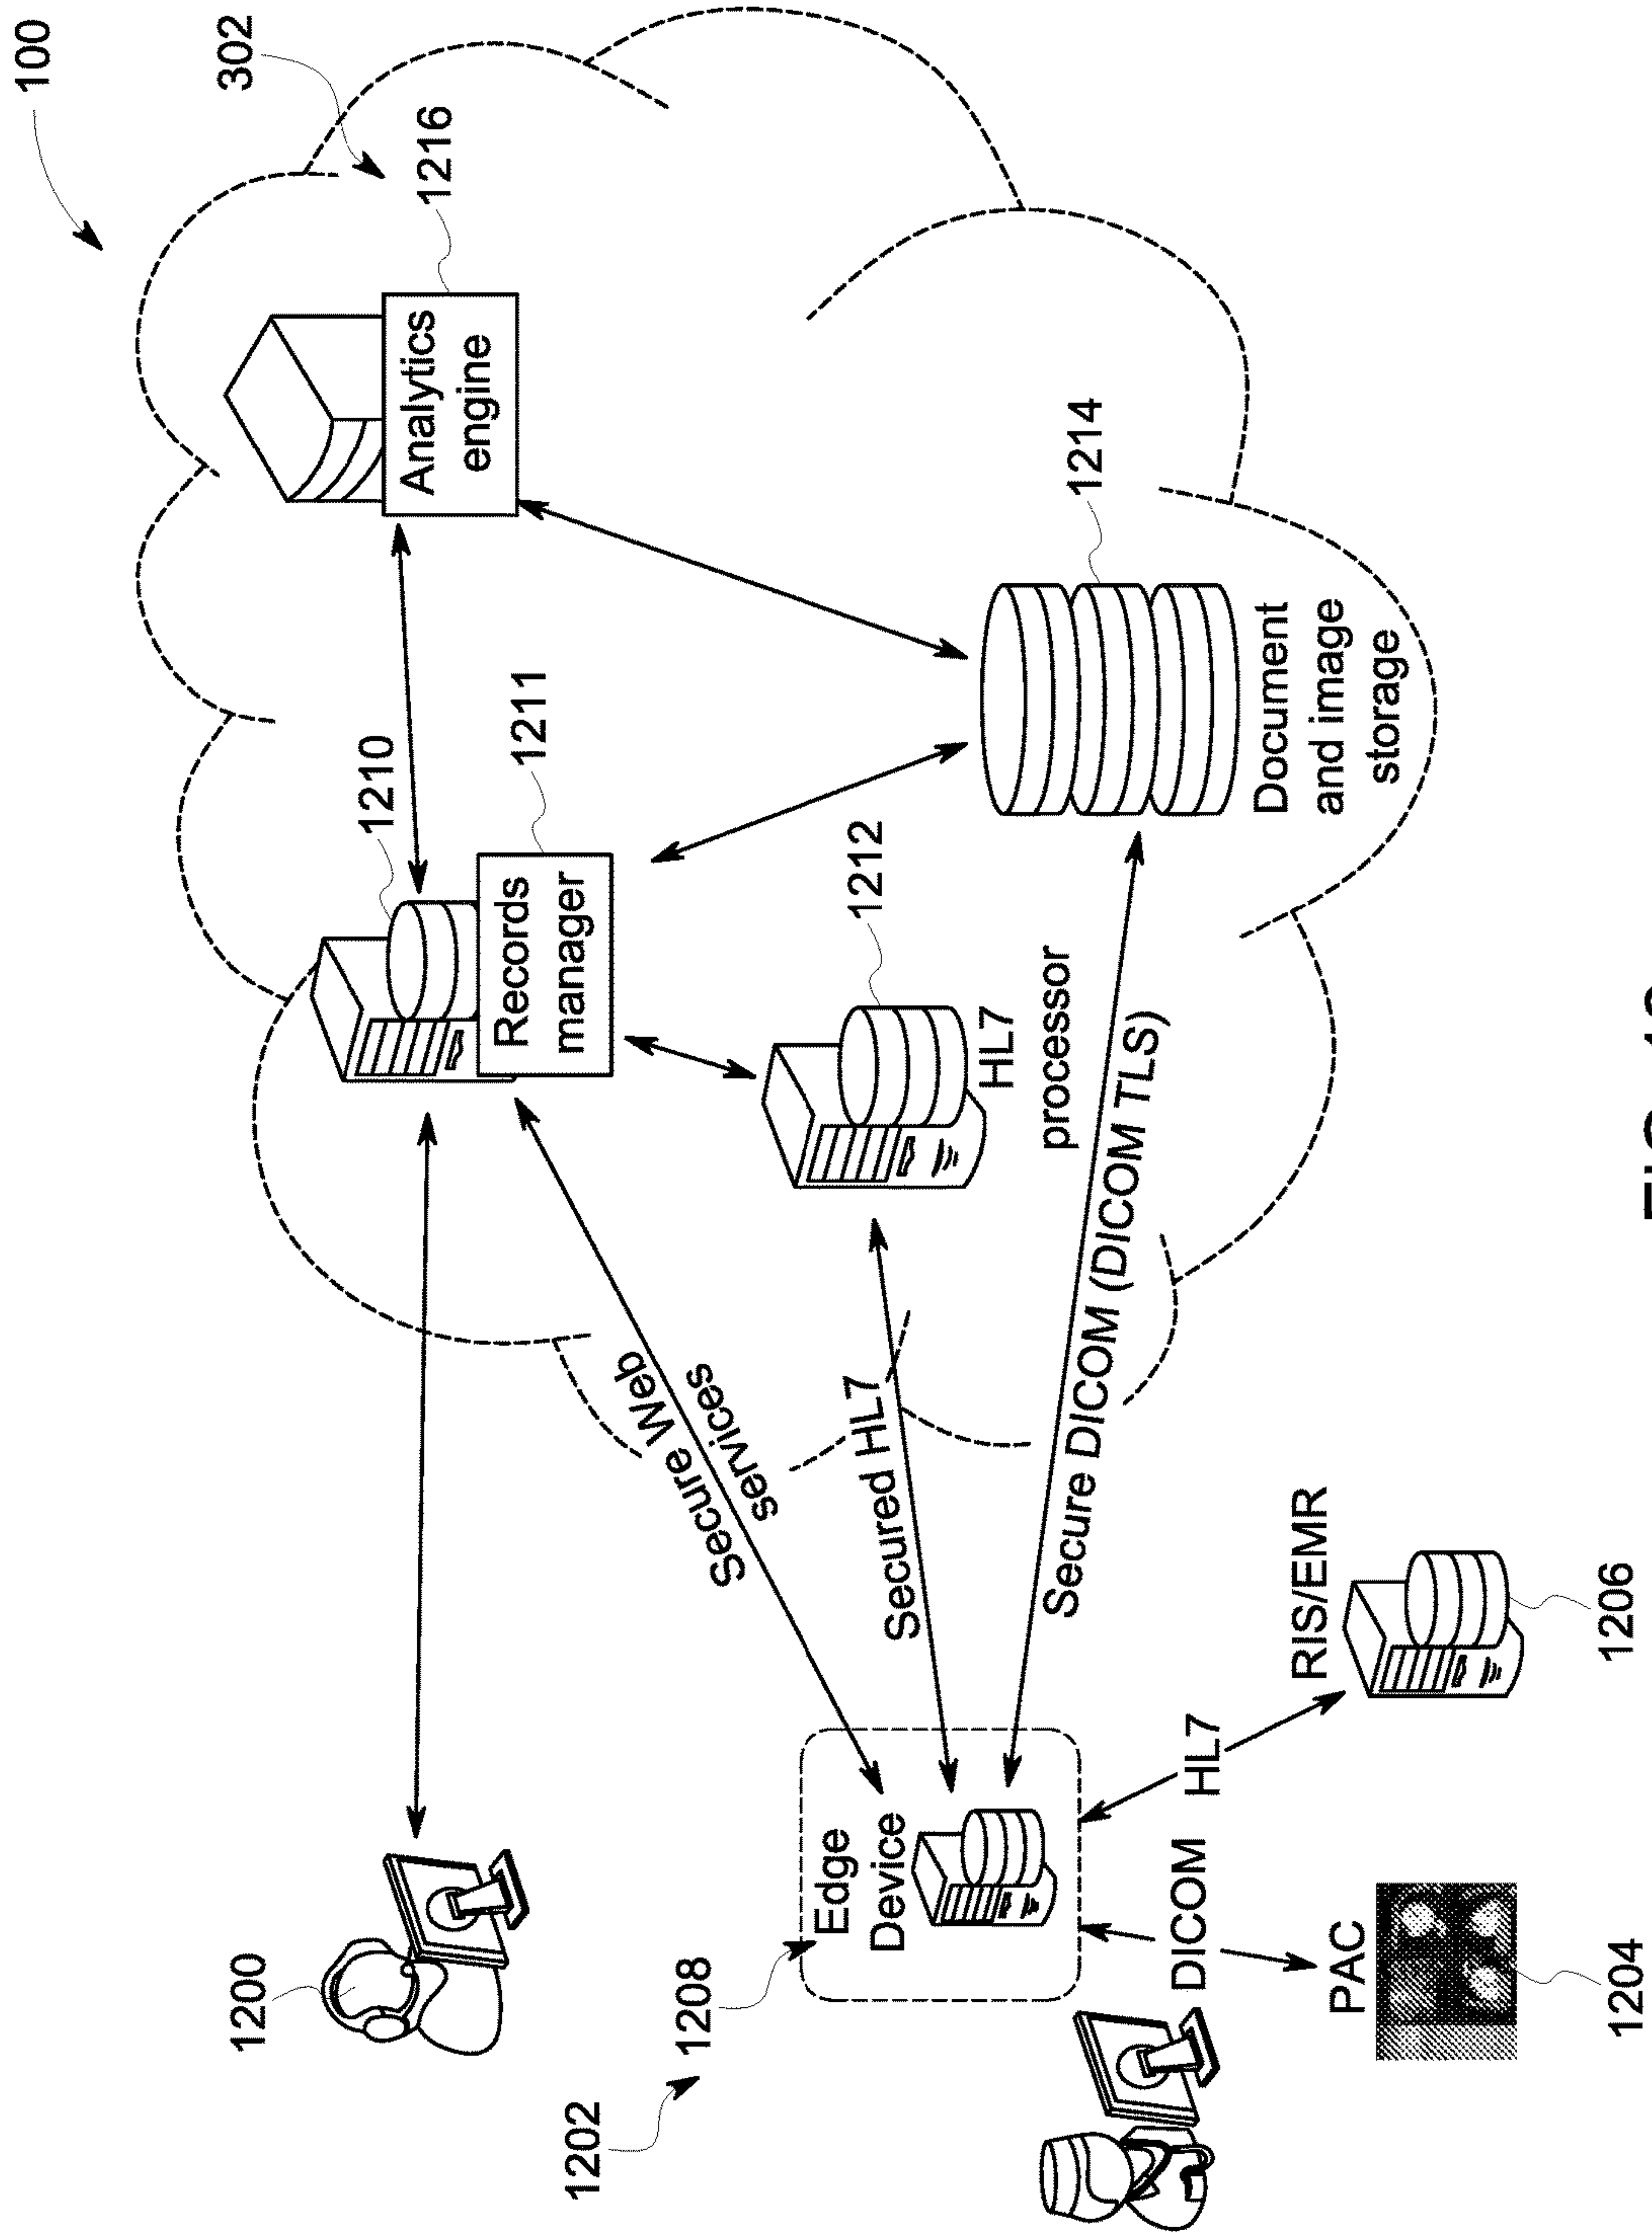 100
1200
302
1210
1216
Analytics
engine
1211
Records
manager
1202
1208
Secure Web
services
Edge
Device
1212
Secured HL7
HL7
processor
1214
Secure DICOM (DICOM TLS)
DICOM
HL7
Document
and image
storage
RIS/EMR
PAC
1204
1206